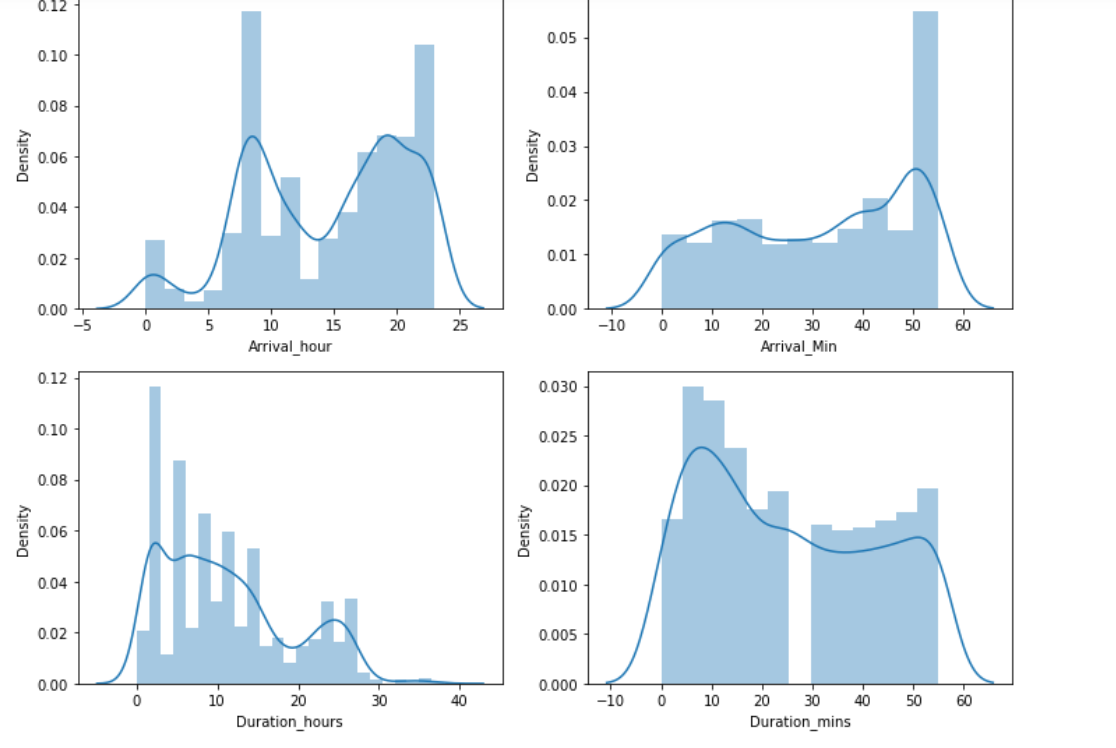 0.12
0.10
0.08
0.06
0.04
0.02
0.00
Density
−5 0 5 10 15 20 25
Arrival_hour
0.05
0.04
0.03
0.02
0.01
0.00
Density
−10 0 10 20 30 40 50 60
Arrival_Min
0.12
0.10
0.08
0.06
0.04
0.02
0.00
Density
0 10 20 30 40
Duration_hours
0.030
0.025
0.020
0.015
0.010
0.005
0.000
Density
−10 0 10 20 30 40 50 60
Duration_mins